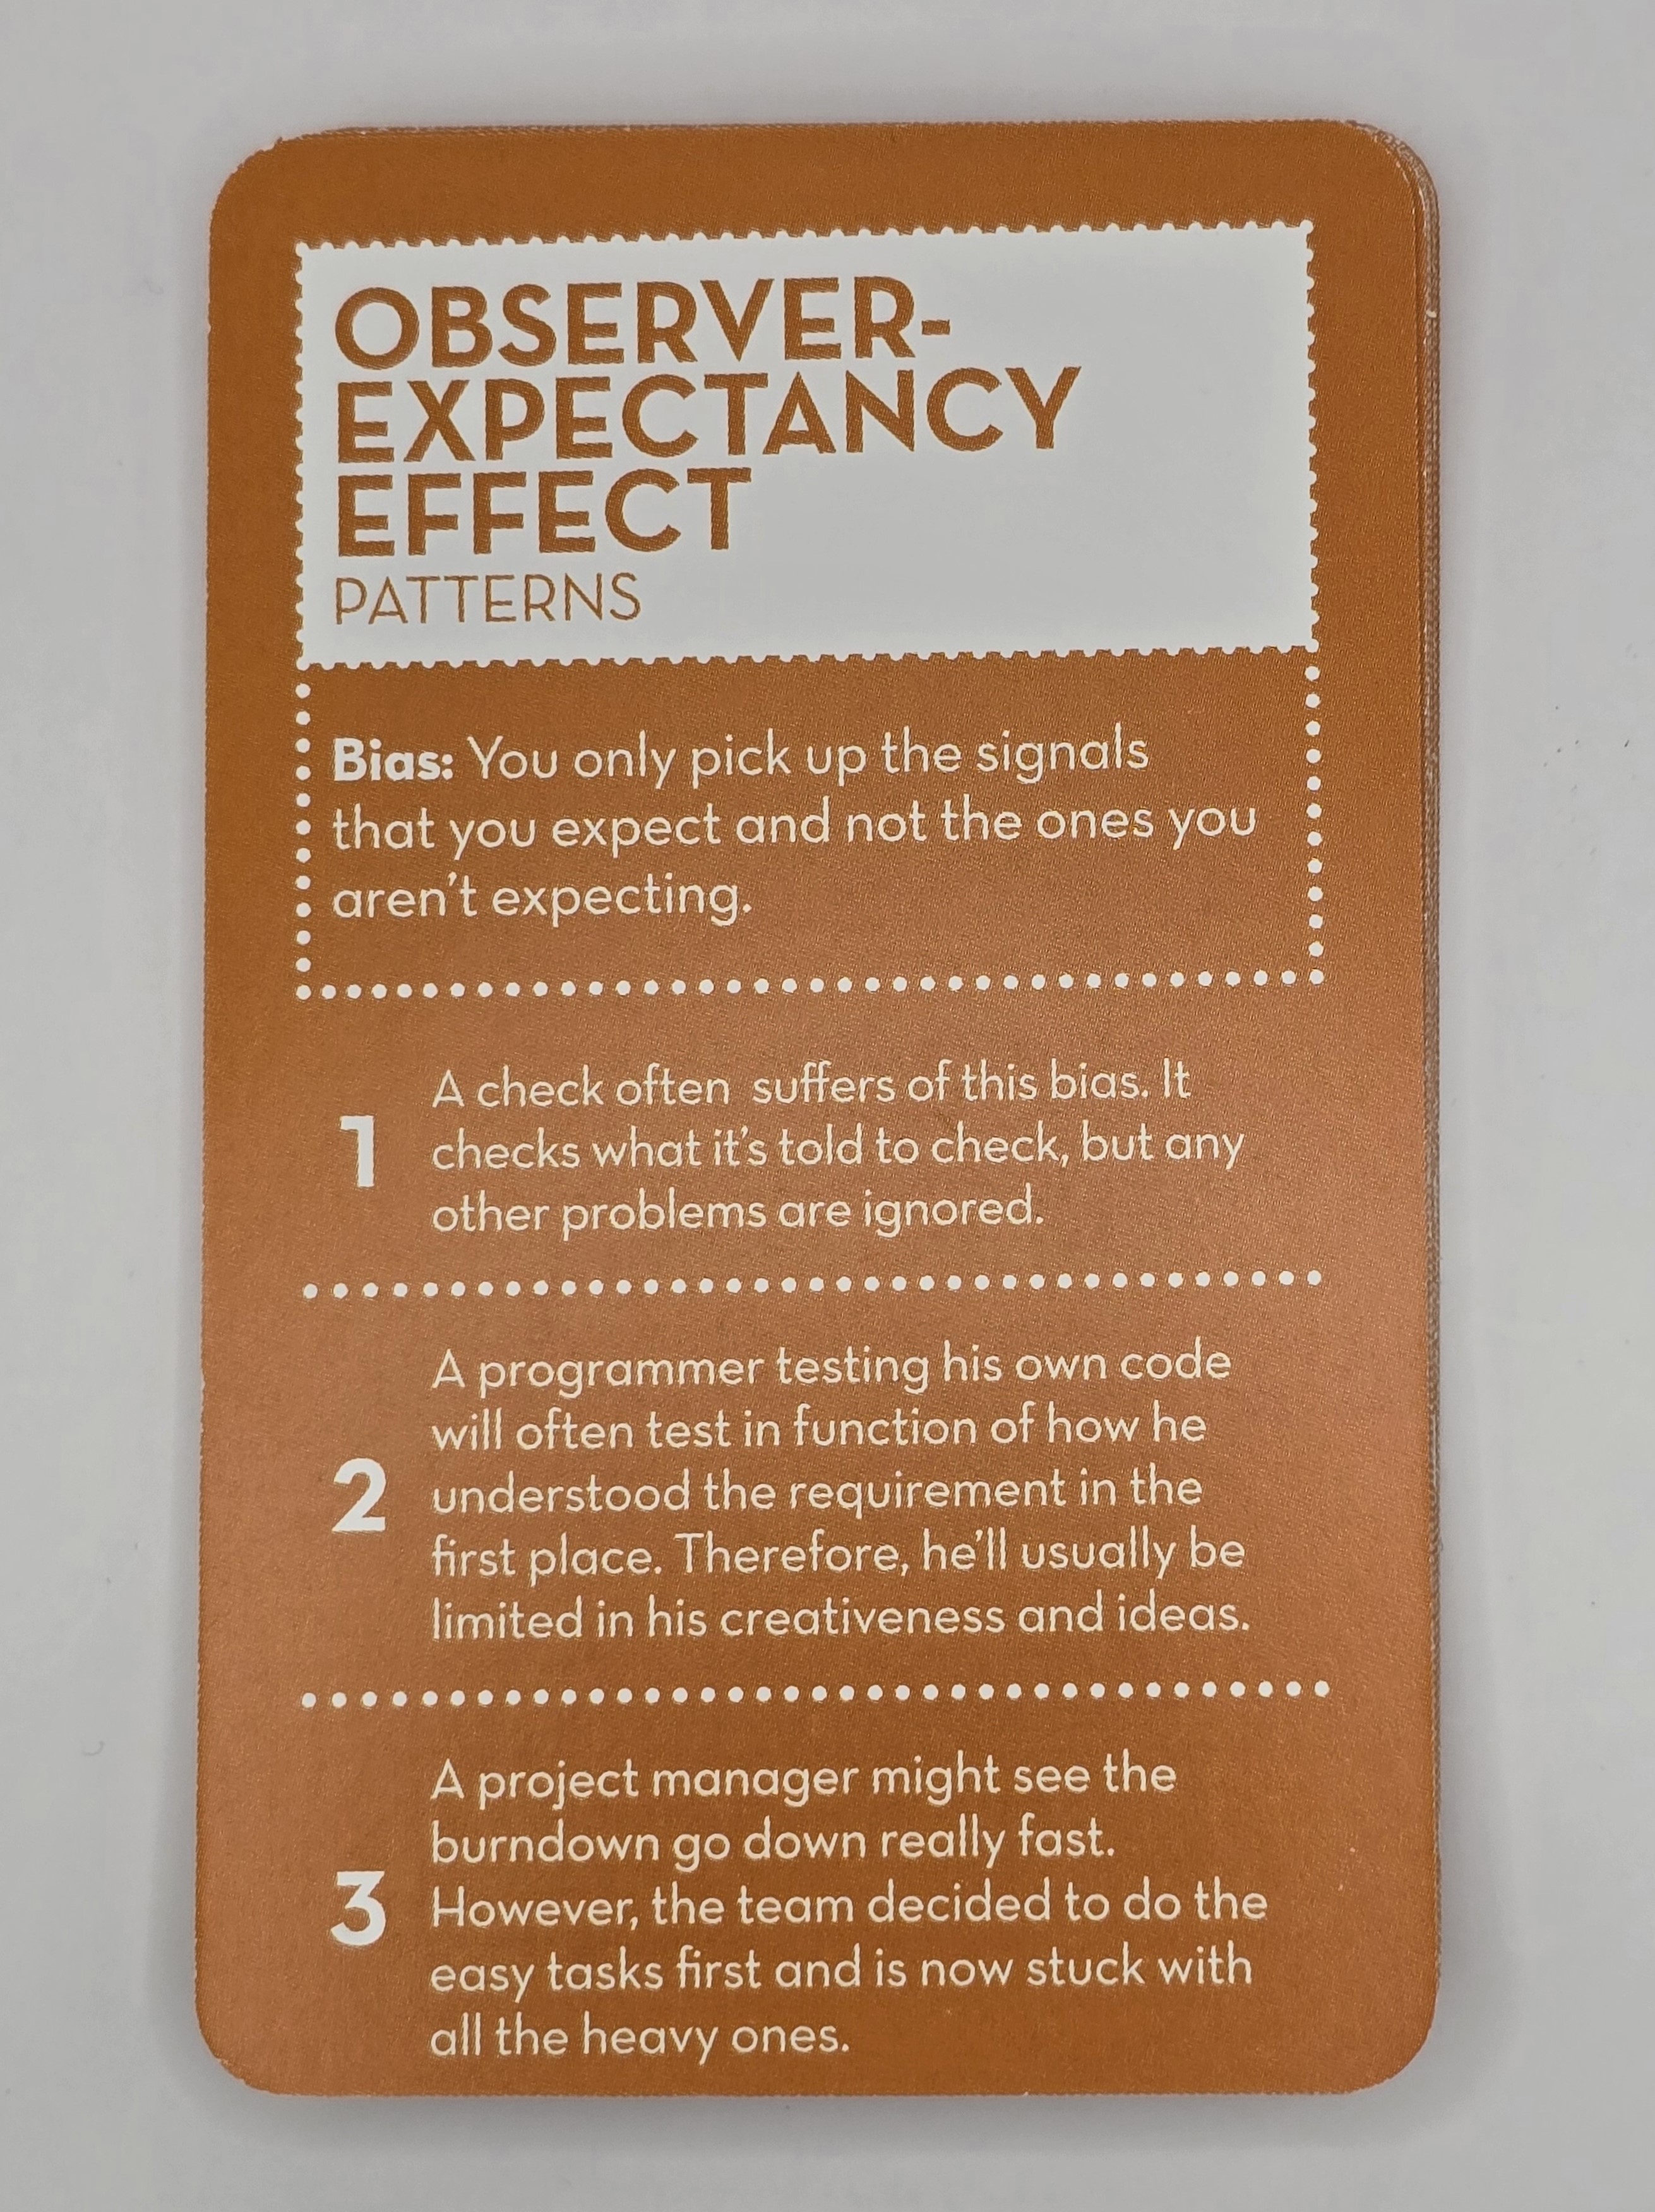 OBSERVER-
EXPECTANCY
EFFECT
PATTERNS
Bias: You only pick up the signals
that you expect and not the ones you
aren't expecting.
1
A check often  suffers of this bias. It
checks what it's told to check, but any
other problems are ignored.
2
A programmer testing his own code
will often test in function of how he
understood the requirement in the
first place. Therefore, he'll usually be
limited in his creativeness and ideas.
3
A project manager might see the
burndown go down really fast.
However, the team decided to do the
easy tasks first and is now stuck with
all the heavy ones.